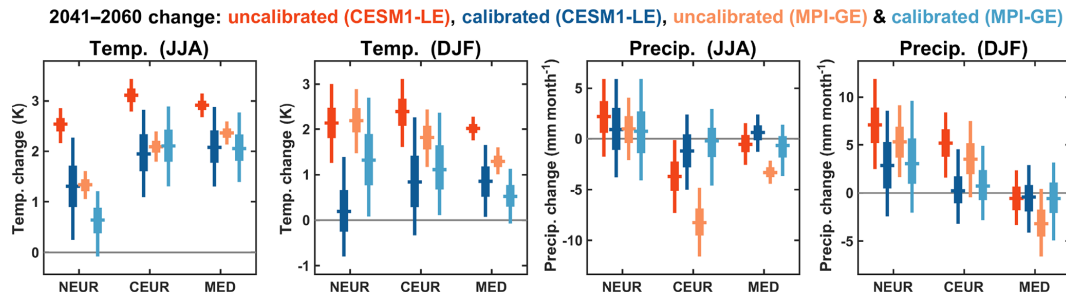 2041–2060 change: uncalibrated (CESM1-LE), calibrated (CESM1-LE), uncalibrated (MPI-GE) & calibrated (MPI-GE)
Temp. (JJA)
Temp. change (K)
3
2
1
0
NEUR CEUR MED
Temp. (DJF)
Temp. change (K)
3
2
1
0
-1
NEUR CEUR MED
Precip. (JJA)
Precip. change (mm month-1)
5
0
-5
-10
NEUR CEUR MED
Precip. (DJF)
Precip. change (mm month-1)
10
5
0
-5
NEUR CEUR MED